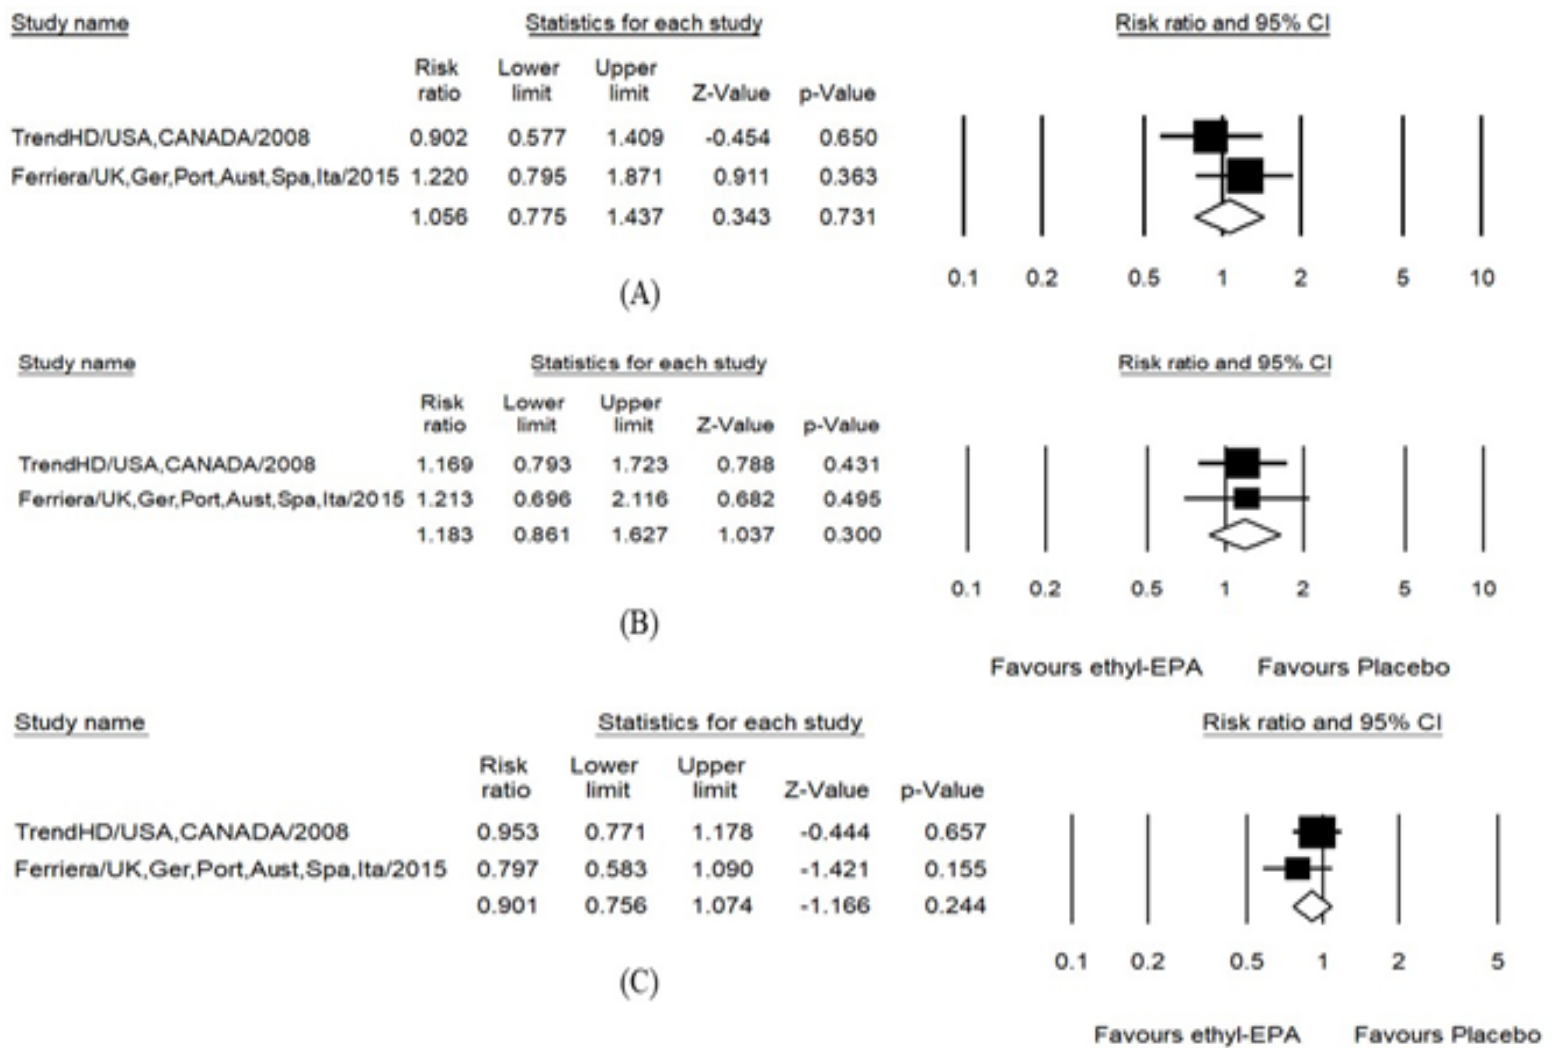 Study name Statistics for each study Risk ratio and 95% CI
Risk ratio Lower limit Upper limit Z-Value p-Value
TrendHD/USA,CANADA/2008 0.902 0.577 1.409 -0.454 0.650
Ferriera/UK,Ger,Port,Aust,Spa,Ita/2015 1.220 0.795 1.871 0.911 0.363
1.056 0.775 1.437 0.343 0.731
0.1 0.2 0.5 1 2 5 10
(A)
Study name Statistics for each study Risk ratio and 95% CI
Risk ratio Lower limit Upper limit Z-Value p-Value
TrendHD/USA,CANADA/2008 1.169 0.793 1.723 0.788 0.431
Ferriera/UK,Ger,Port,Aust,Spa,Ita/2015 1.213 0.696 2.116 0.682 0.495
1.183 0.861 1.627 1.037 0.300
0.1 0.2 0.5 1 2 5 10
(B)
Favours ethyl-EPA Favours Placebo
Study name Statistics for each study Risk ratio and 95% CI
Risk ratio Lower limit Upper limit Z-Value p-Value
TrendHD/USA,CANADA/2008 0.953 0.771 1.178 -0.444 0.657
Ferriera/UK,Ger,Port,Aust,Spa,Ita/2015 0.797 0.583 1.090 -1.421 0.155
0.901 0.756 1.074 -1.166 0.244
0.1 0.2 0.5 1 2 5
(C)
Favours ethyl-EPA Favours Placebo